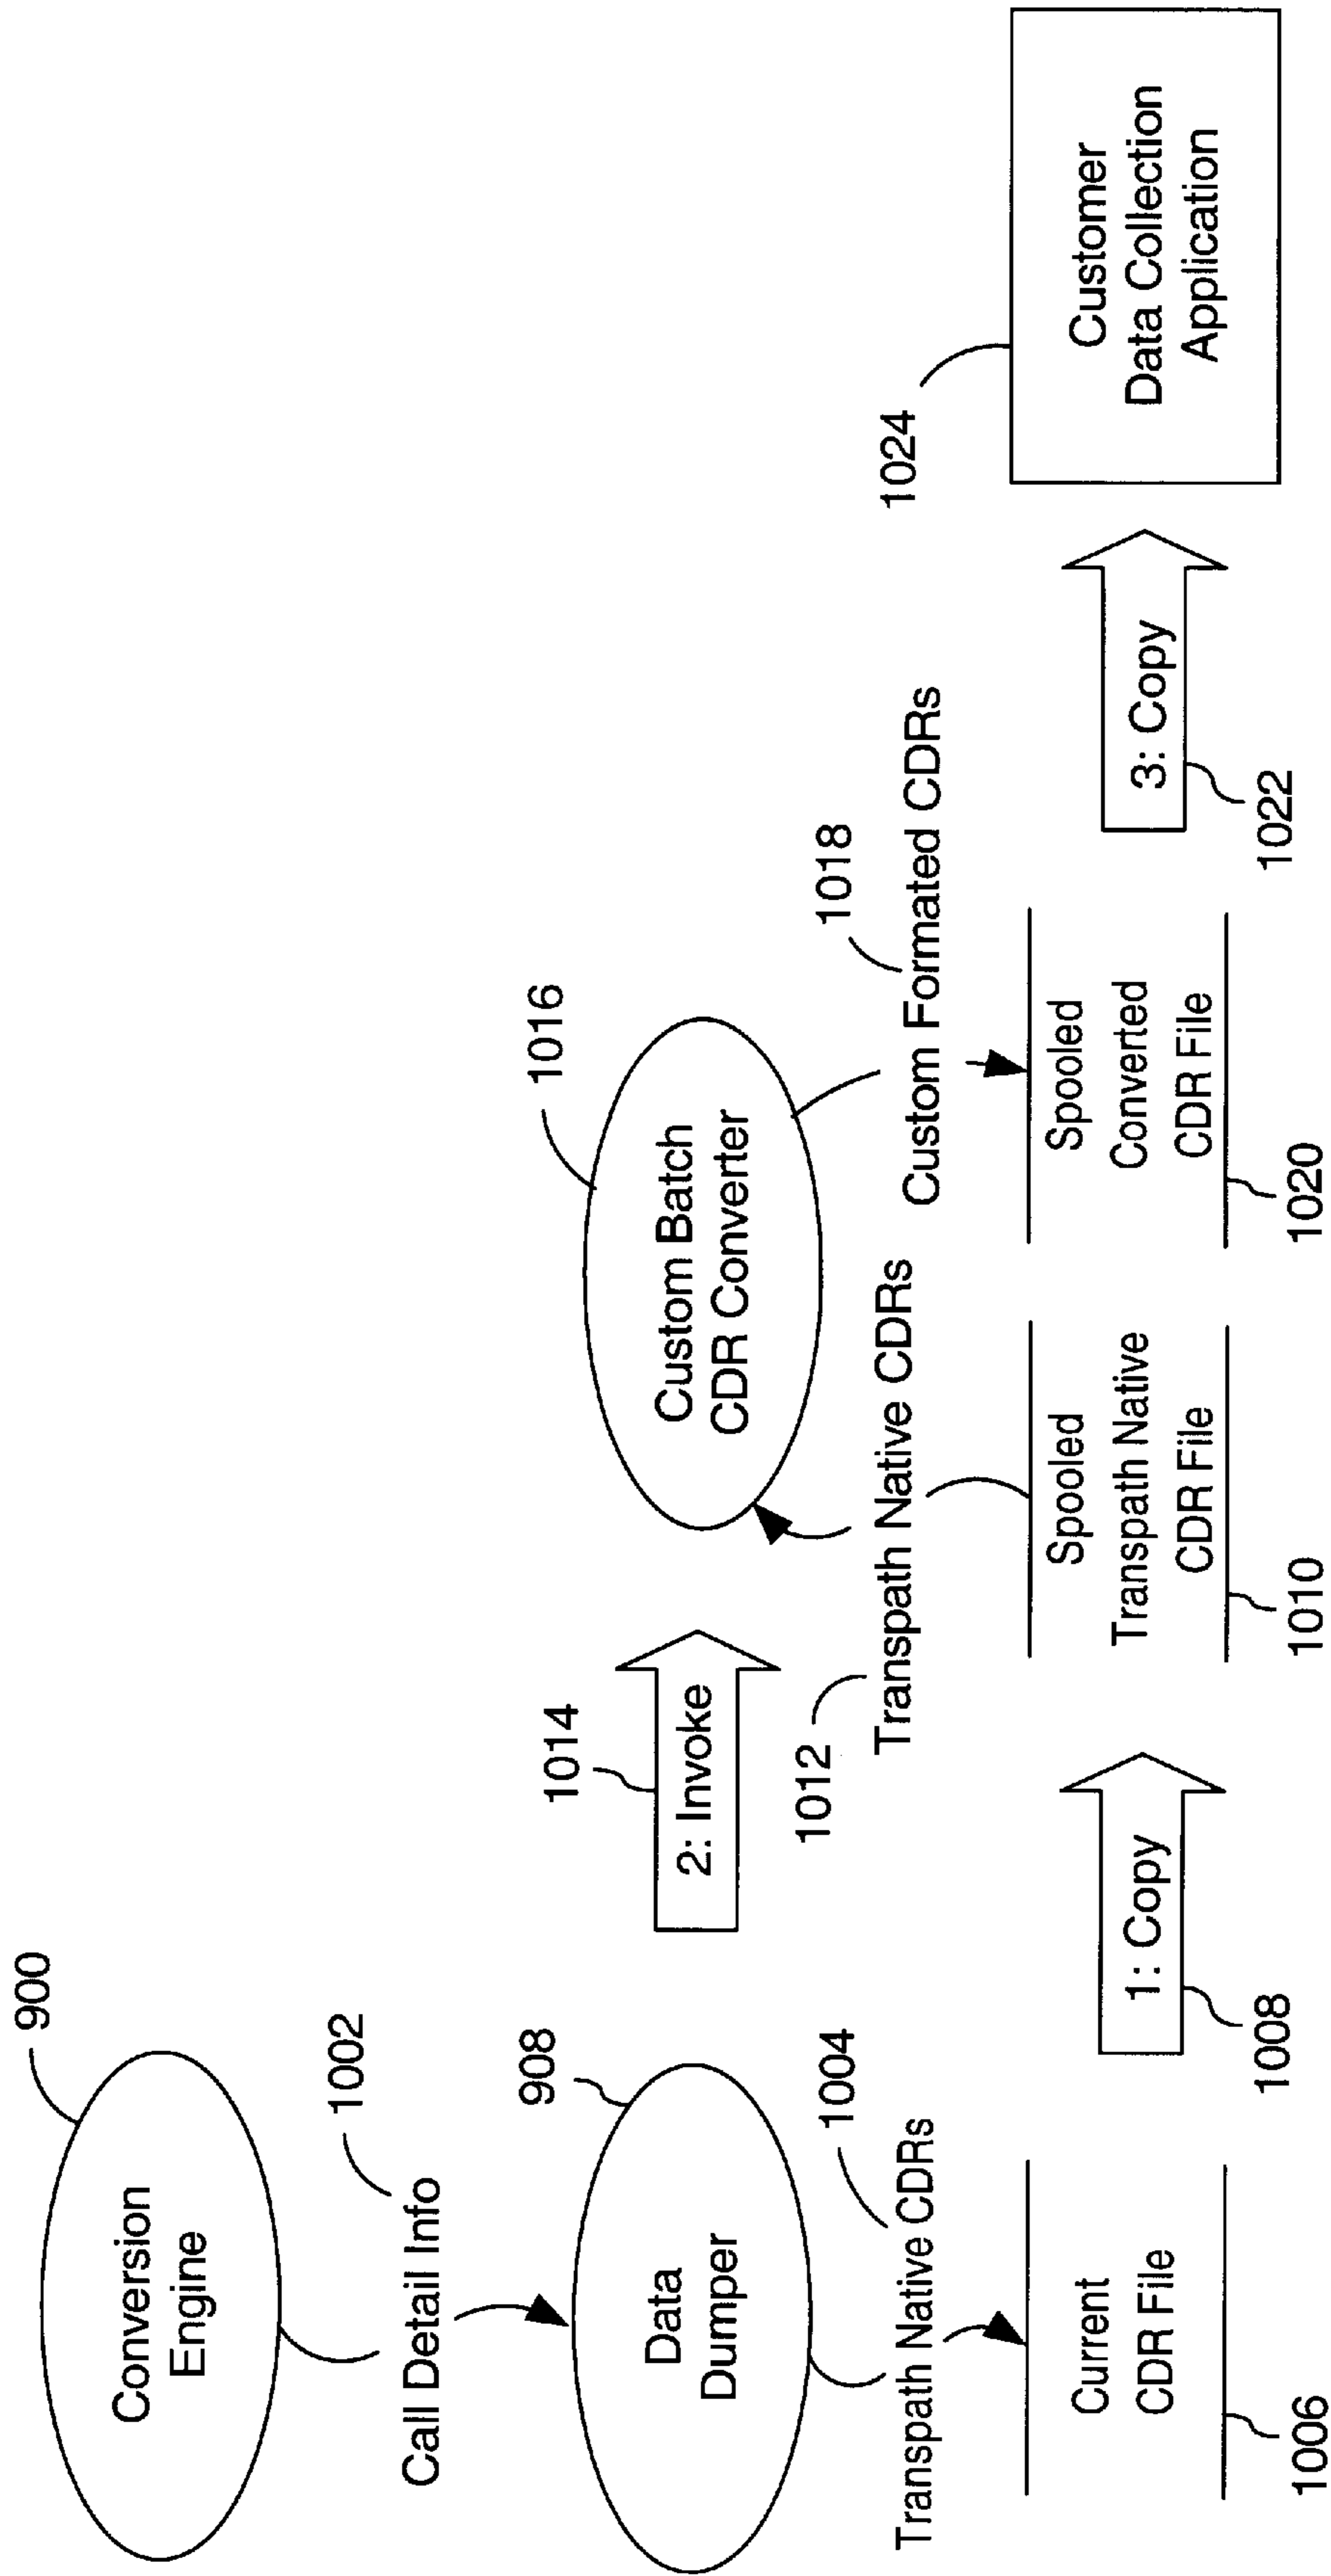 900
Conversion
Engine
1002
Call Detail Info
908
Data
Dumper
1004
Transpath Native CDRs
Current
CDR File
1006
1: Copy
1008
1014
2: Invoke
1012
Transpath Native CDRs
Spooled
Transpath Native
CDR File
1010
1016
Custom Batch
CDR Converter
1018
Custom Formated CDRs
Spooled
Converted
CDR File
1020
3: Copy
1022
1024
Customer
Data Collection
Application